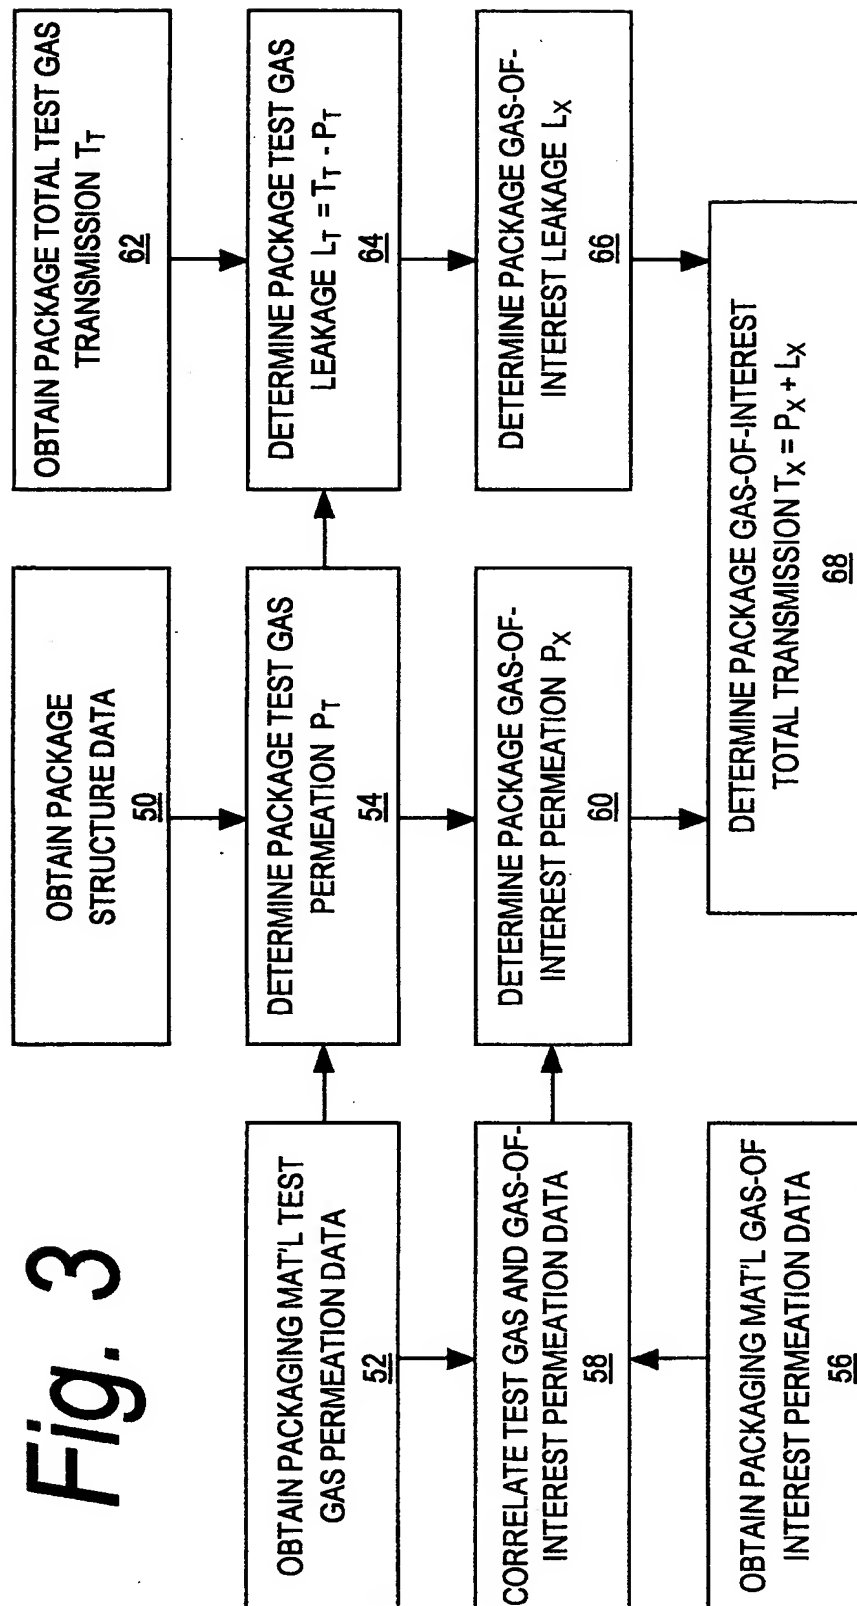 Fig. 3
OBTAIN PACKAGE
STRUCTURE DATA
50
OBTAIN PACKAGE TOTAL TEST GAS
TRANSMISSION T_T
62
OBTAIN PACKAGING MAT'L TEST
GAS PERMEATION DATA
52
DETERMINE PACKAGE TEST GAS
PERMEATION P_T
54
DETERMINE PACKAGE TEST GAS
LEAKAGE L_T = T_T - P_T
64
CORRELATE TEST GAS AND GAS-OF-
INTEREST PERMEATION DATA
58
DETERMINE PACKAGE GAS-OF-
INTEREST PERMEATION P_X
60
DETERMINE PACKAGE GAS-OF-
INTEREST LEAKAGE L_X
66
OBTAIN PACKAGING MAT'L GAS-OF
INTEREST PERMEATION DATA
56
DETERMINE PACKAGE GAS-OF-INTEREST
TOTAL TRANSMISSION T_X = P_X + L_X
68